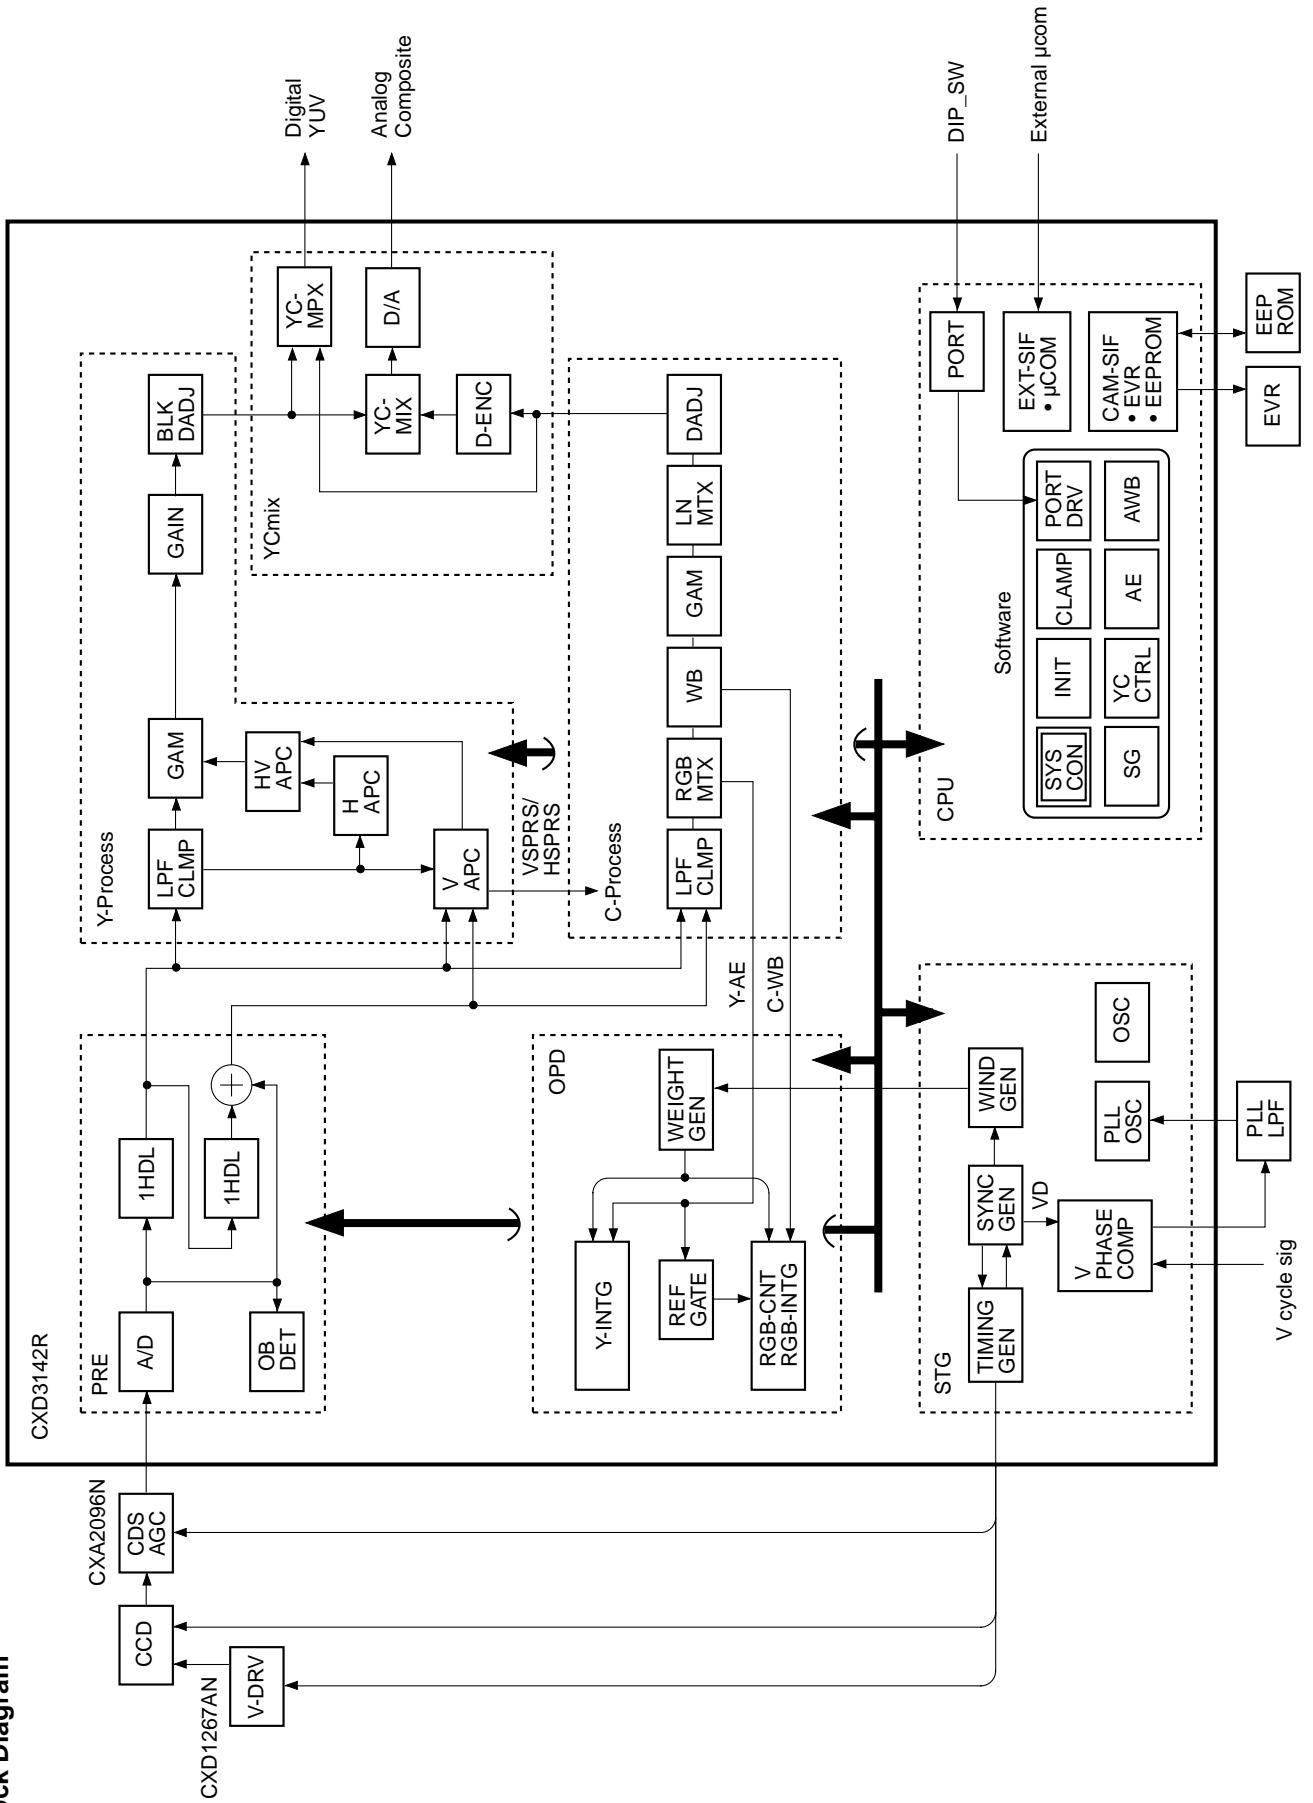 ock Diagram
CXD1267AN
V-DRV
CCD
CXA2096N
CDS
AGC
CXD3142R
PRE
A/D
OB
DET
1HDL
1HDL
Y-Process
LPF
CLMP
GAM
HV
APC
H
APC
V
APC
GAIN
BLK
DADJ
VSPRS/
HSPRS
YCmix
YC-
MPX
D/A
YC-
MIX
D-ENC
Digital
YUV
Analog
Composite
C-Process
LPF
CLMP
RGB
MTX
WB
GAM
LN
MTX
DADJ
Y-AE
C-WB
OPD
Y-INTG
REF
GATE
RGB-CNT
RGB-INTG
WEIGHT
GEN
STG
TIMING
GEN
SYNC
GEN
WIND
GEN
VD
V
PHASE
COMP
PLL
OSC
OSC
PLL
LPF
V cycle sig
CPU
Software
SYS
CON
INIT
CLAMP
PORT
DRV
SG
YC
CTRL
AE
AWB
PORT
EXT-SIF
• µCOM
CAM-SIF
• EVR
• EEPROM
DIP_SW
External µcom
EVR
EEP
ROM